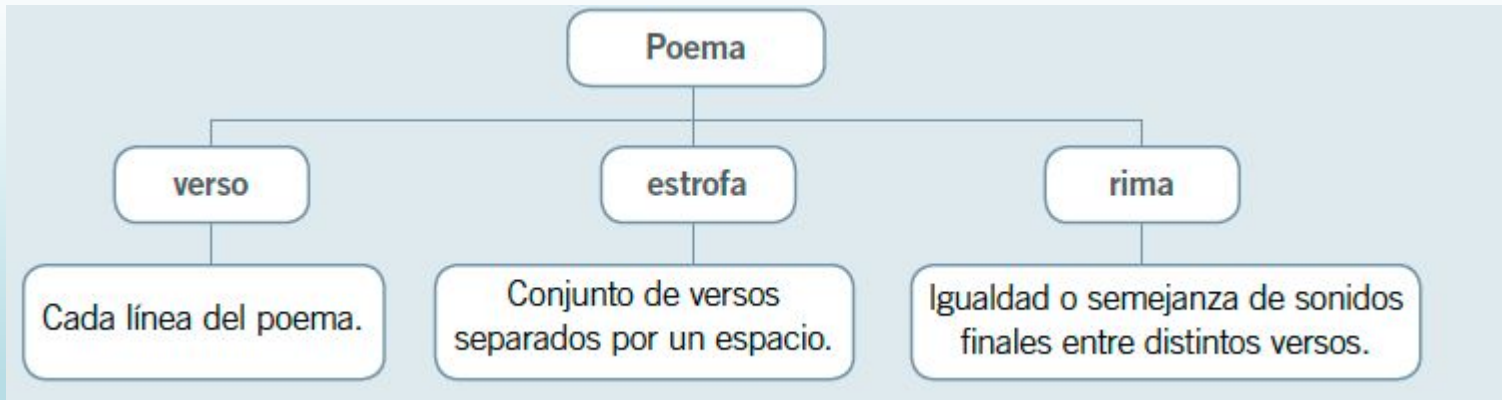 Poema
verso
estrofa
rima
Cada línea del poema.
Conjunto de versos
separados por un espacio.
Igualdad o semejanza de sonidos
finales entre distintos versos.